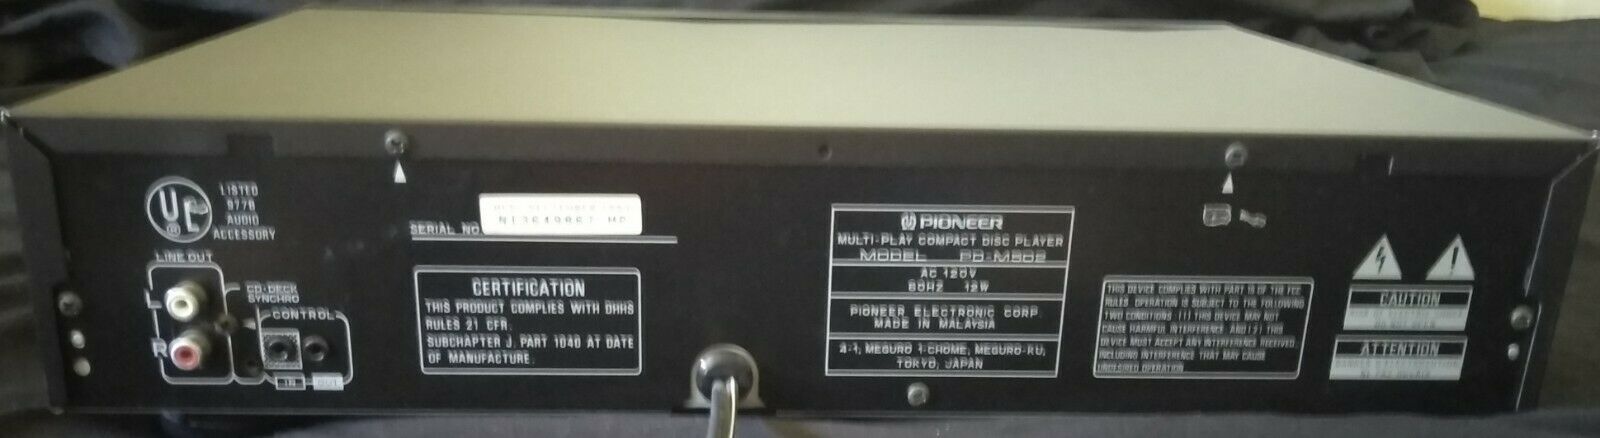 UL
®
LISTED
977B
AUDIO
ACCESSORY
LINE OUT
L
R
CD-DECK
SYNCHRO
CONTROL
IN
OUT
SERIAL NO.
CERTIFICATION
THIS PRODUCT COMPLIES WITH DHHS
RULES 21 CFR.
SUBCHAPTER J. PART 1040 AT DATE
OF MANUFACTURE.
PIONEER
MULTI-PLAY COMPACT DISC PLAYER
MODEL PD-M502
AC 120V
60HZ 12W
PIONEER ELECTRONIC CORP.
MADE IN MALAYSIA
4-1, MEGURO 1-CHOME, MEGURO-KU,
TOKYO, JAPAN
THIS DEVICE COMPLIES WITH PART 15 OF THE FCC
RULES. OPERATION IS SUBJECT TO THE FOLLOWING
TWO CONDITIONS: (1) THIS DEVICE MAY NOT
CAUSE HARMFUL INTERFERENCE, AND (2) THIS
DEVICE MUST ACCEPT ANY INTERFERENCE RECEIVED,
INCLUDING INTERFERENCE THAT MAY CAUSE
UNDESIRED OPERATION.
CAUTION
ATTENTION